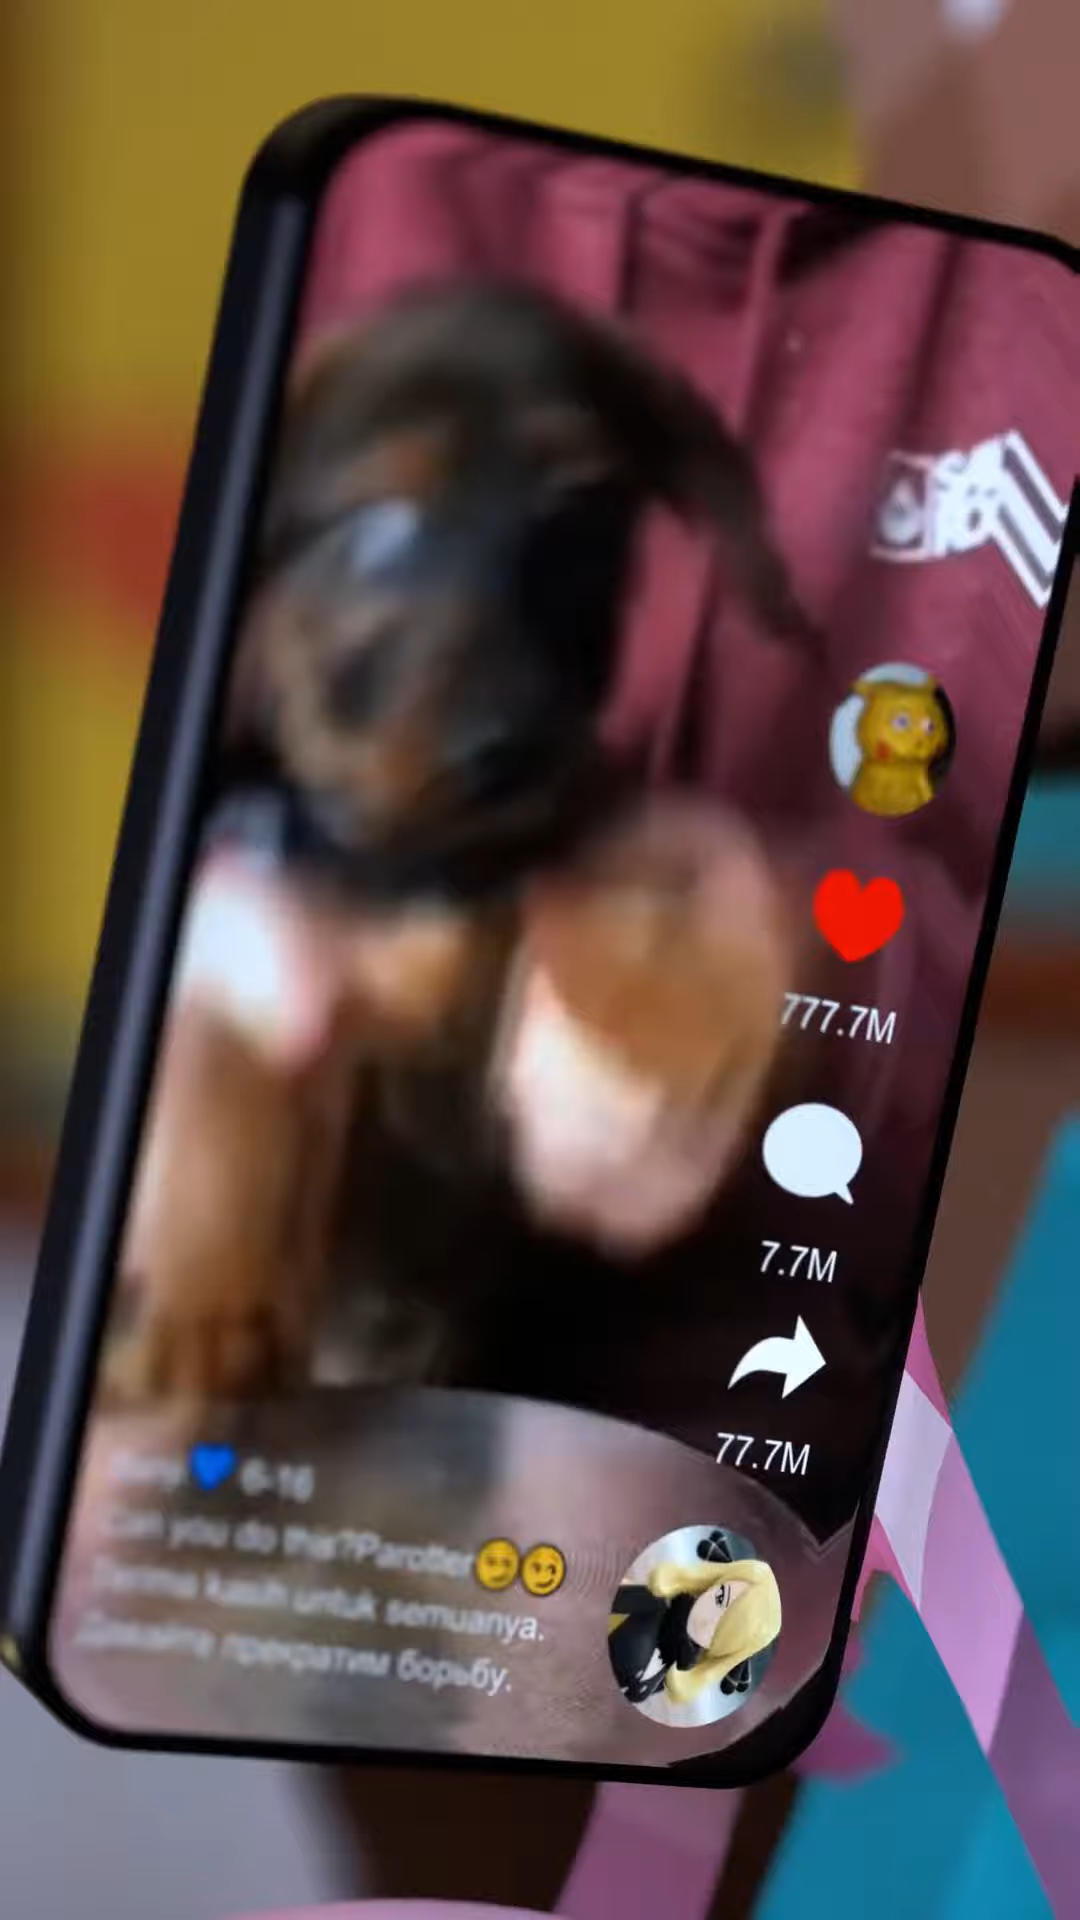 777.7M
7.7M
77.7M
💙 6-16
Can you do this?Parotter😏😏
Terima kasih untuk semuanya.
Давайте прекратим борьбу.